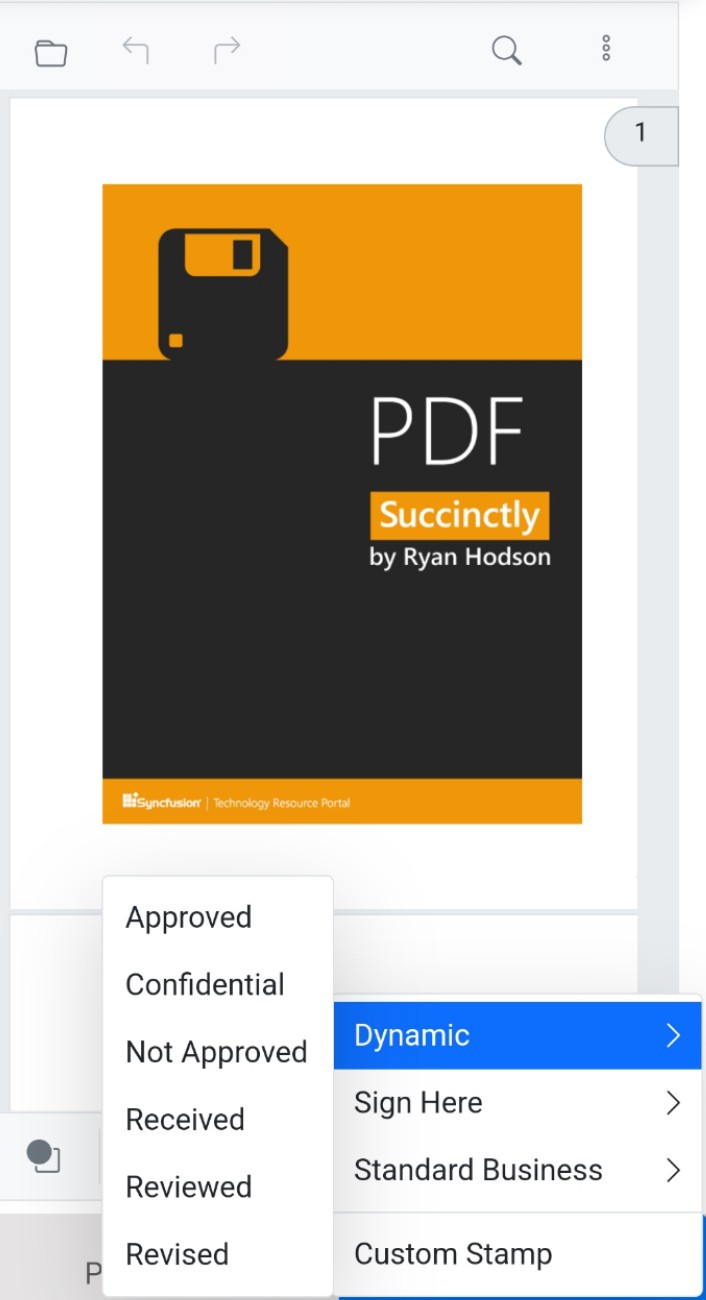 1
PDF
Succinctly
by Ryan Hodson
Syncfusion | Technology Resource Portal
Approved
Confidential
Not Approved
Received
Reviewed
Revised
Dynamic
Sign Here
Standard Business
Custom Stamp
P